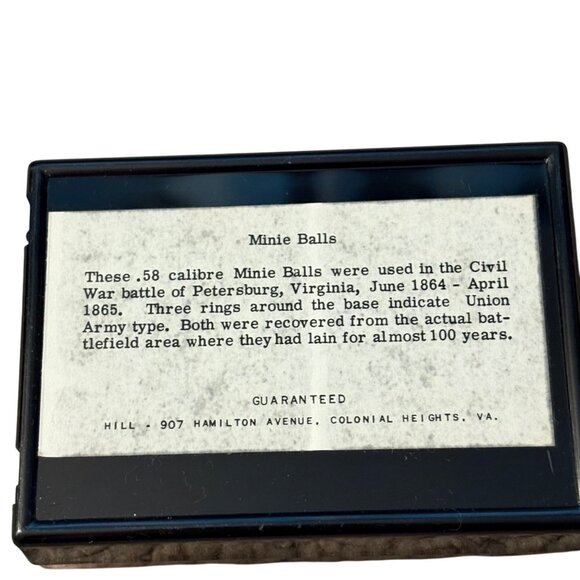 Minie Balls
These .58 calibre Minie Balls were used in the Civil
War battle of Petersburg, Virginia, June 1864 - April
1865. Three rings around the base indicate Union
Army type. Both were recovered from the actual bat-
tlefield area where they had lain for almost 100 years.
GUARANTEED
HILL - 907 HAMILTON AVENUE, COLONIAL HEIGHTS, VA.